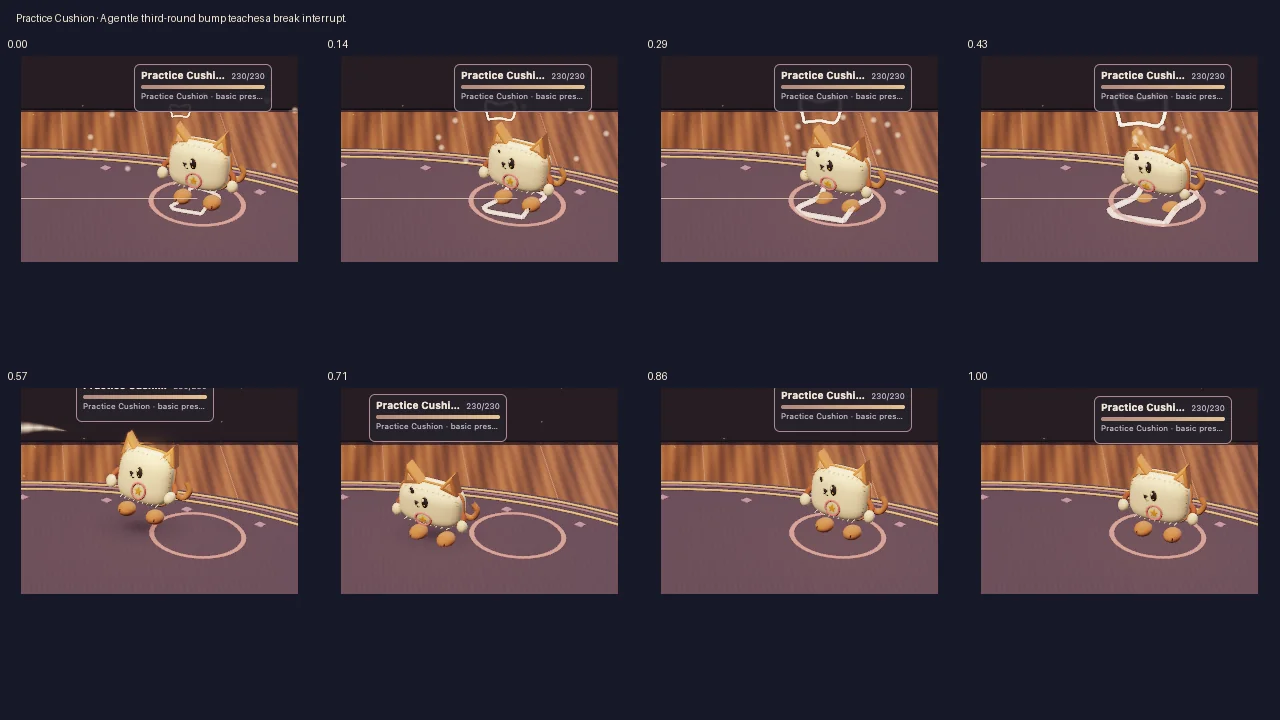 Practice Cushion · A gentle third-round bump teaches a break interrupt.
0.00
0.14
0.29
0.43
Practice Cushi... 230/230
Practice Cushion - basic pres...
Practice Cushi... 230/230
Practice Cushion - basic pres...
Practice Cushi... 230/230
Practice Cushion - basic pres...
Practice Cushi... 230/230
Practice Cushion - basic pres...
0.57
0.71
0.86
1.00
Practice Cushi... 230/230
Practice Cushion - basic pres...
Practice Cushi... 230/230
Practice Cushion - basic pres...
Practice Cushi... 230/230
Practice Cushion - basic pres...
Practice Cushi... 230/230
Practice Cushion - basic pres...